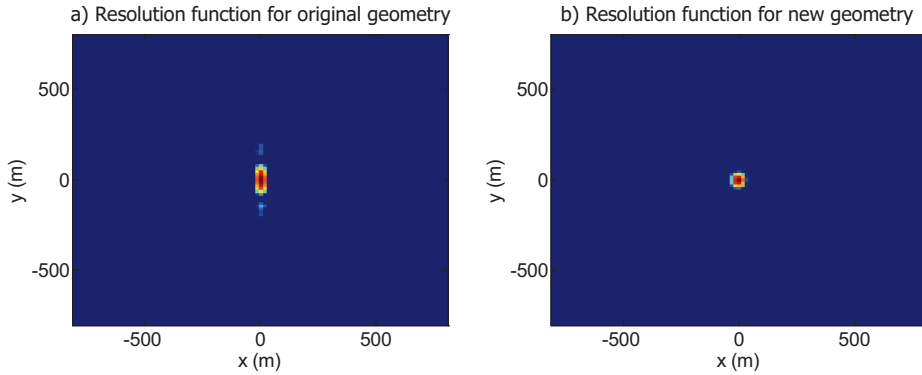 a) Resolution function for original geometry
500
0
-500
y (m)
-500
0
500
x (m)
b) Resolution function for new geometry
500
0
-500
y (m)
-500
0
500
x (m)